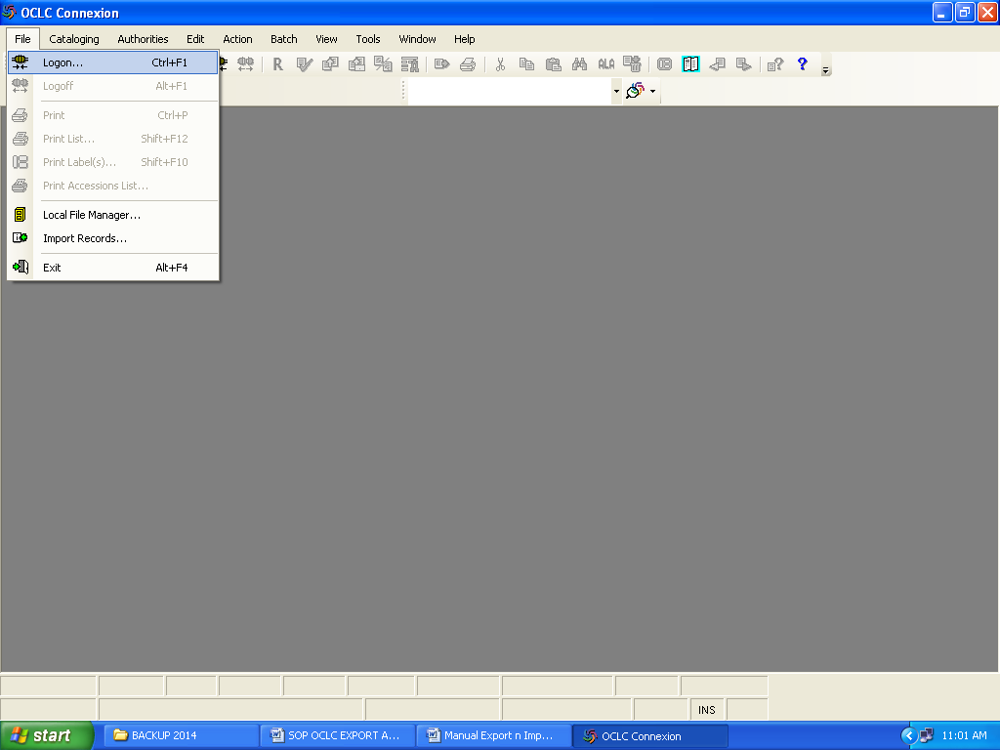 OCLC Connexion
File Cataloging Authorities Edit Action Batch View Tools Window Help
R ALA ?
Logon... Ctrl+F1
Logoff Alt+F1
Print Ctrl+P
Print List... Shift+F12
Print Label(s)... Shift+F10
Print Accessions List...
Local File Manager...
Import Records...
Exit Alt+F4
INS
start BACKUP 2014 SOP OCLC EXPORT A... Manual Export n Imp... OCLC Connexion 11:01 AM